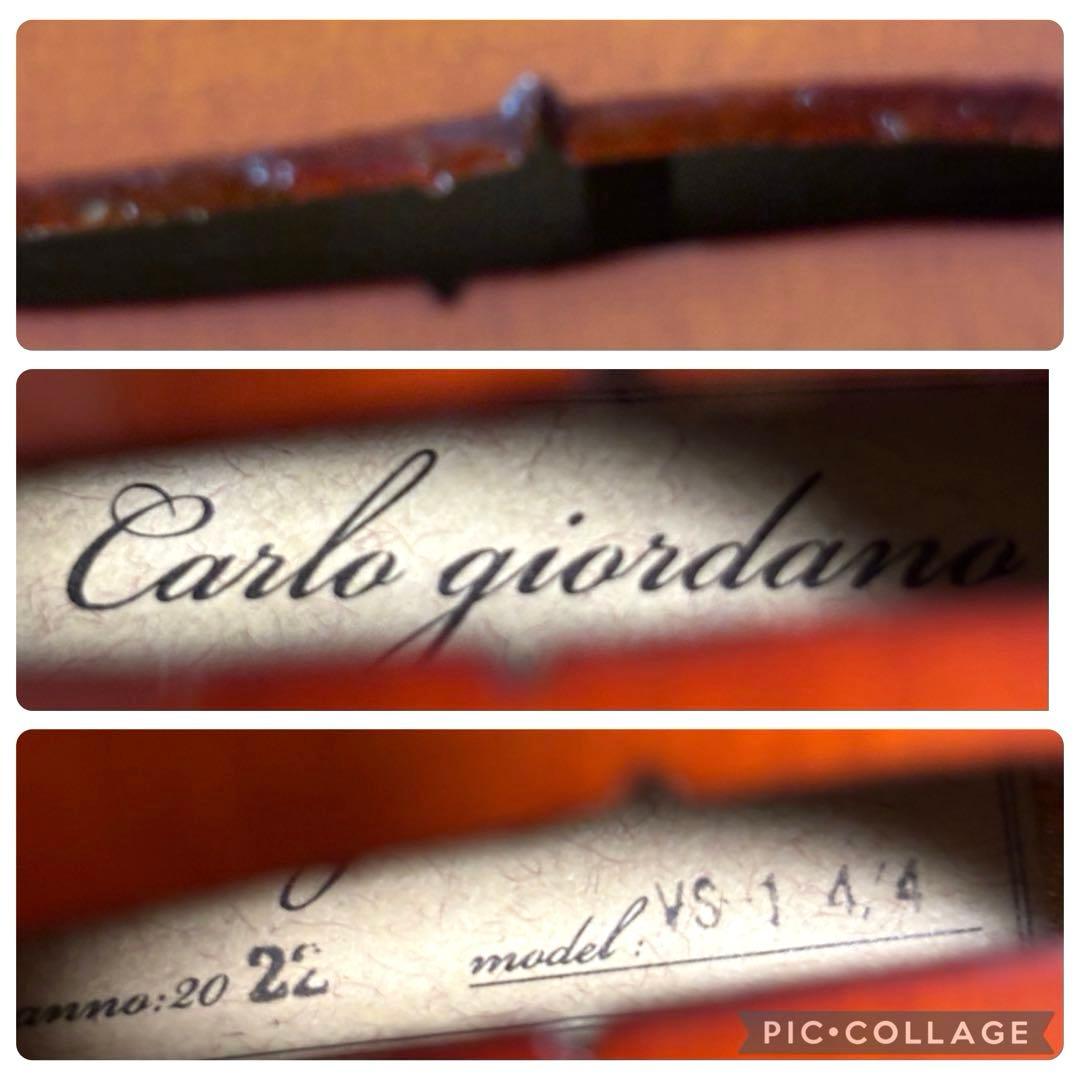 Carlo giordano
anno:20 22
model: VS-1 4/4
PIC•COLLAGE